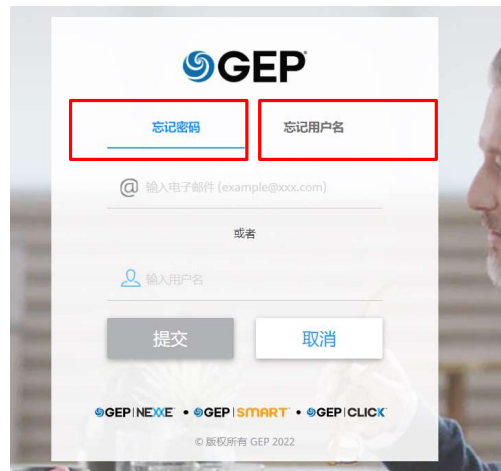 GEP
忘记密码 忘记用户名
@ 输入电子邮件 (example@xxx.com)
或者
输入用户名
提交 取消
GEP|NEXXE • GEP|SMART • GEP|CLICK
© 版权所有 GEP 2022